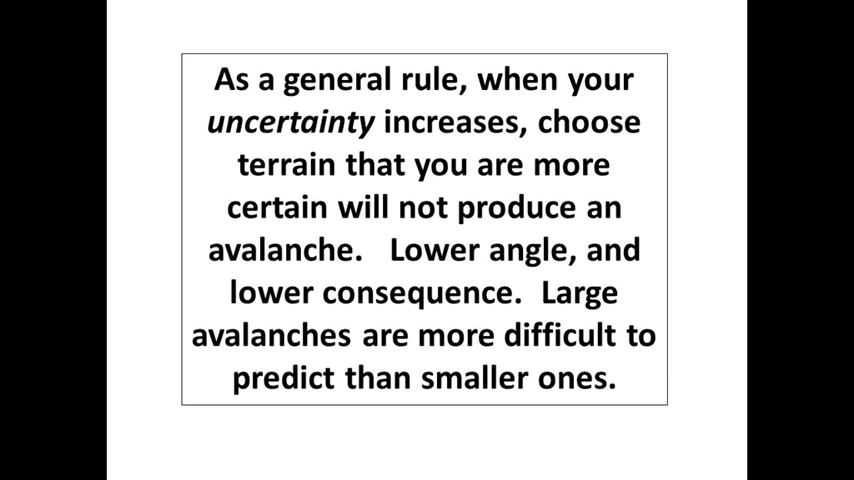 As a general rule, when your
uncertainty increases, choose
terrain that you are more
certain will not produce an
avalanche.   Lower angle, and
lower consequence.  Large
avalanches are more difficult to
predict than smaller ones.